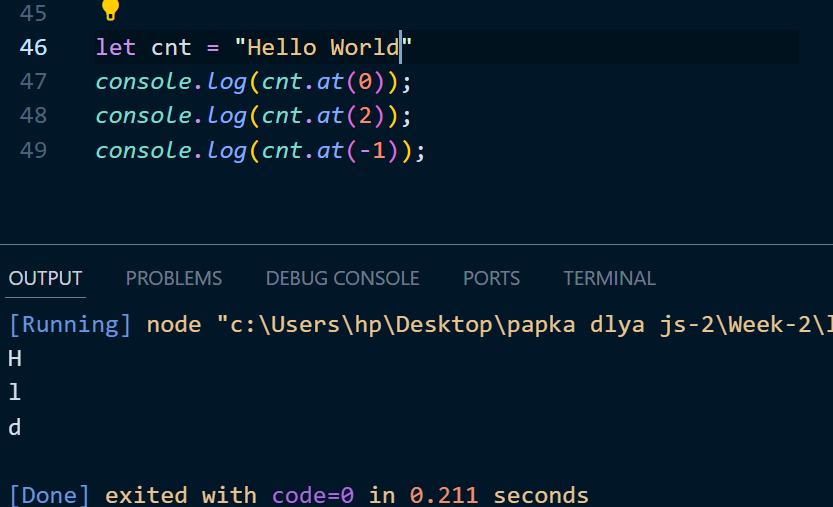 45
46 let cnt = "Hello World"
47 console.log(cnt.at(0));
48 console.log(cnt.at(2));
49 console.log(cnt.at(-1));
OUTPUT PROBLEMS DEBUG CONSOLE PORTS TERMINAL
[Running] node "c:\Users\hp\Desktop\papka dlya js-2\Week-2\
H
l
d
[Done] exited with code=0 in 0.211 seconds